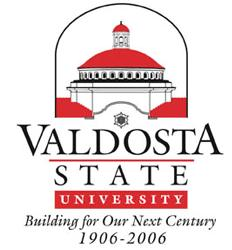 VALDOSTA
STATE
UNIVERSITY
Building for Our Next Century
1906-2006